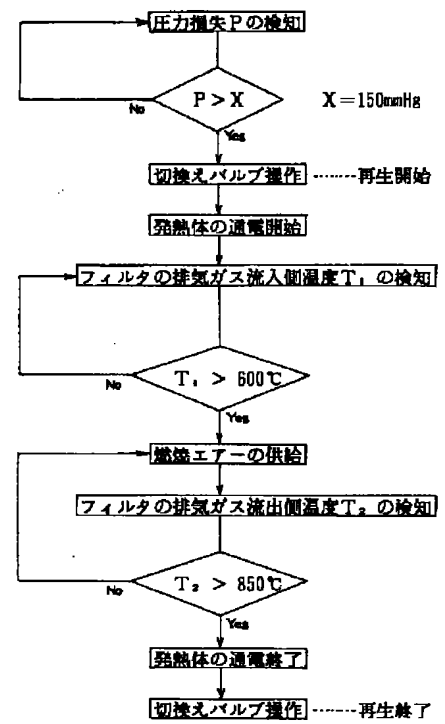 圧力損失Pの検知
P＞X
X＝150mmHg
No
Yes
切換えバルブ操作 ……再生開始
発熱体の通電開始
フィルタの排気ガス流入側温度T₁の検知
T₁ ＞ 600℃
No
Yes
燃焼エアーの供給
フィルタの排気ガス流出側温度T₂の検知
T₂ ＞ 850℃
No
Yes
発熱体の通電終了
切換えバルブ操作 ……再生終了